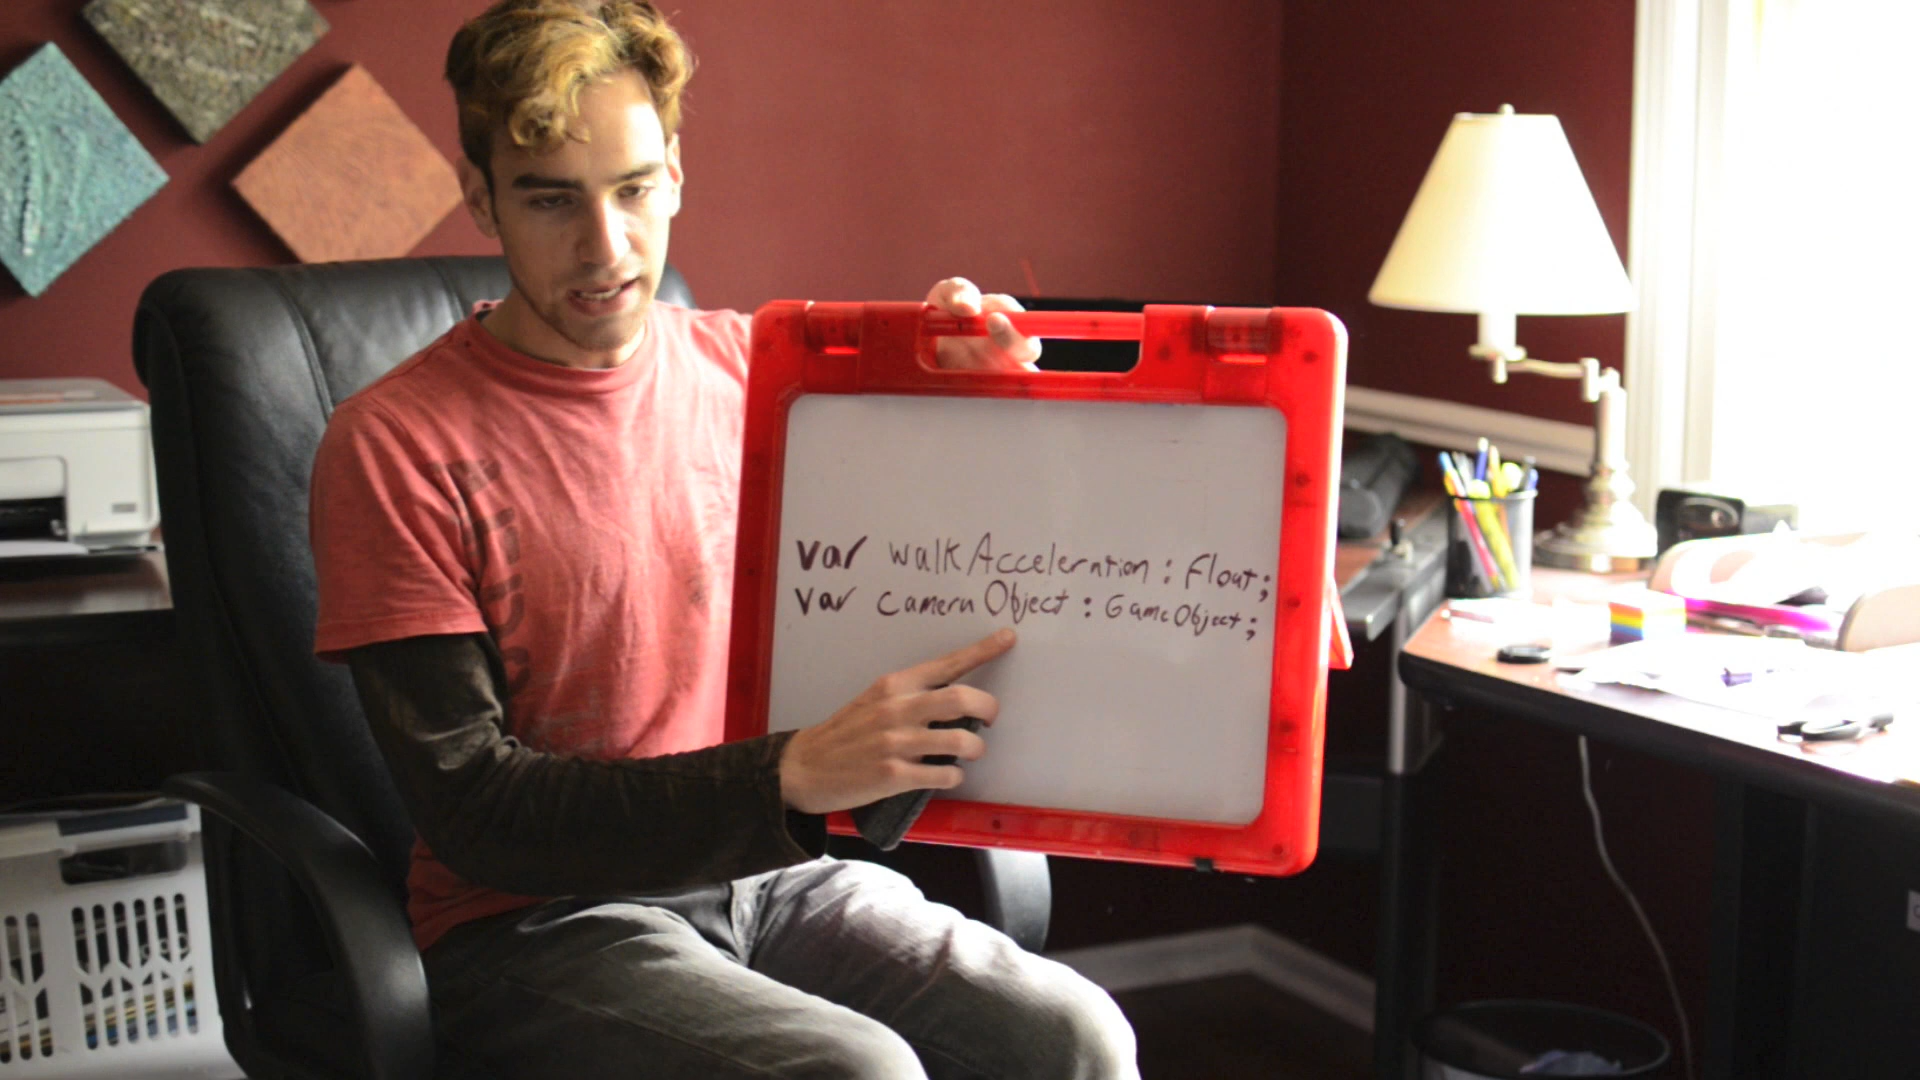 var walkAcceleration : float;
var cameraObject : GameObject;